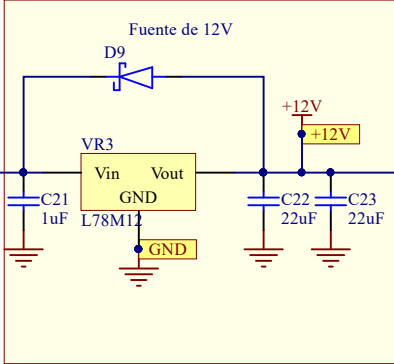 Fuente de 12V
D9
+12V
+12V
VR3
Vin Vout
GND
L78M12
C21
1uF
C22
22uF
C23
22uF
GND